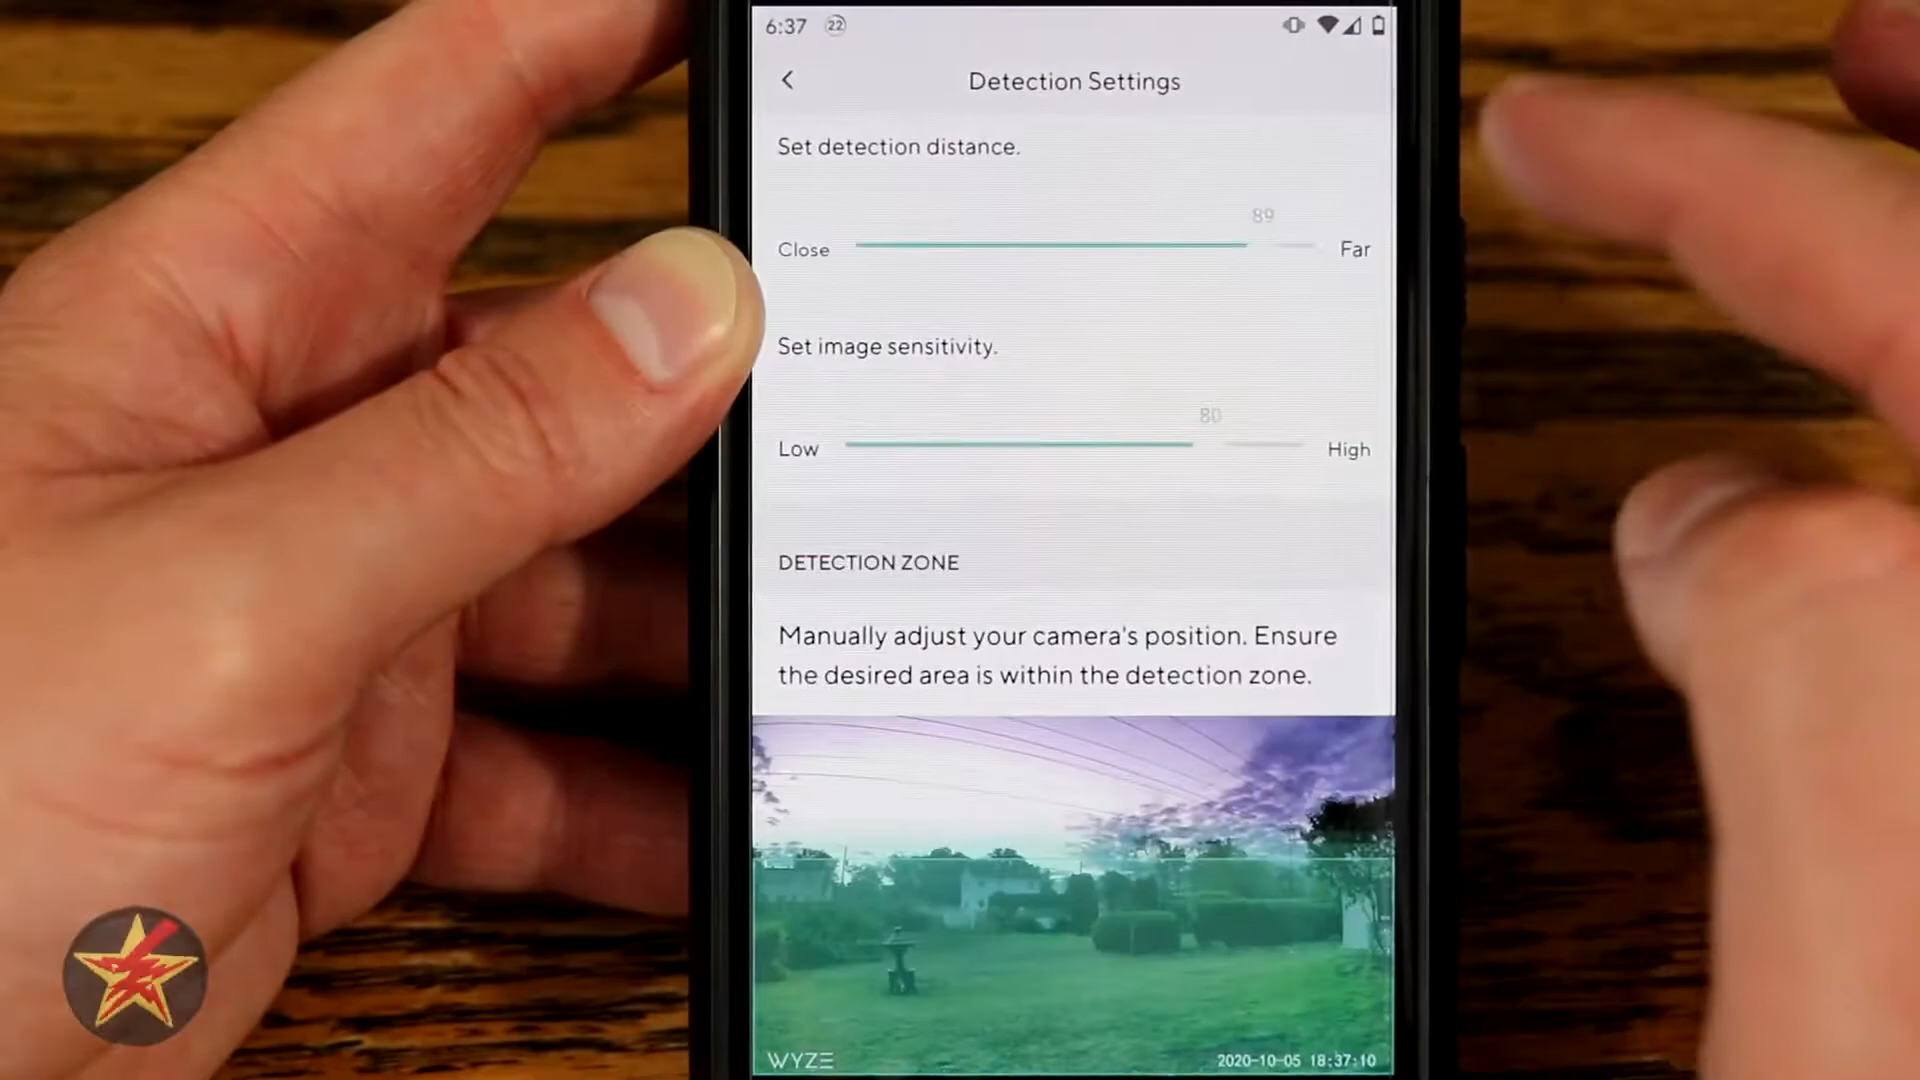 6:37 22
Detection Settings
Set detection distance.
89
Close Far
Set image sensitivity.
80
Low High
DETECTION ZONE
Manually adjust your camera's position. Ensure
the desired area is within the detection zone.
WYZE 2020-10-05 18:37:10